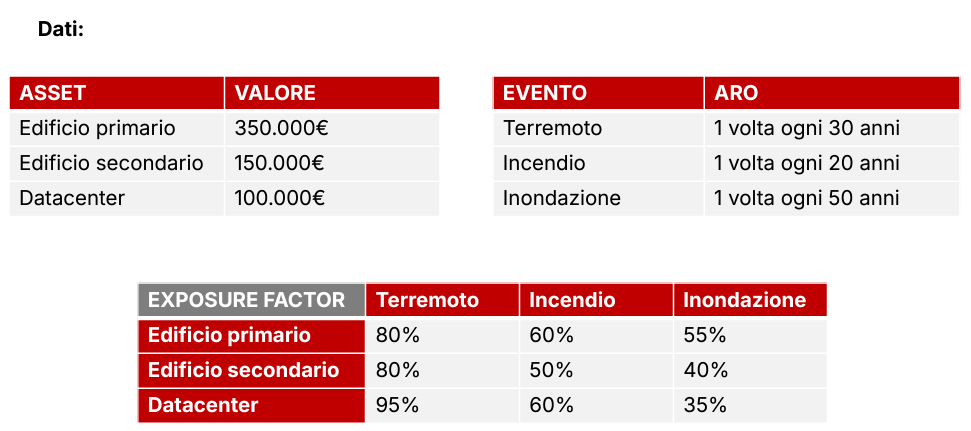 Dati:
ASSET VALORE
Edificio primario 350.000€
Edificio secondario 150.000€
Datacenter 100.000€
EVENTO ARO
Terremoto 1 volta ogni 30 anni
Incendio 1 volta ogni 20 anni
Inondazione 1 volta ogni 50 anni
EXPOSURE FACTOR Terremoto Incendio Inondazione
Edificio primario 80% 60% 55%
Edificio secondario 80% 50% 40%
Datacenter 95% 60% 35%